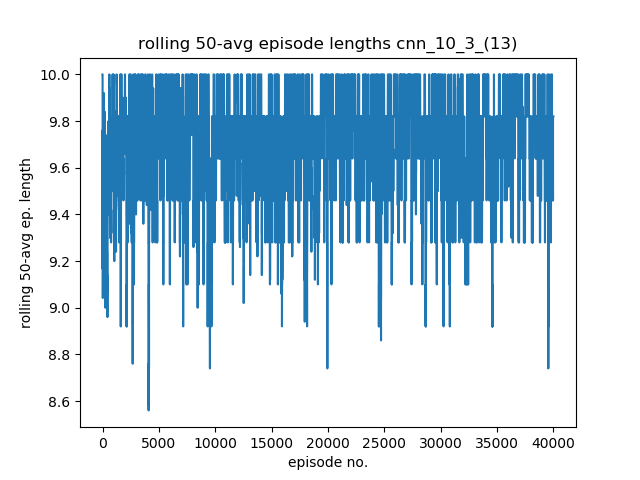 rolling 50-avg episode lengths cnn_10_3_(13)
10.0
9.8
9.6
9.4
9.2
9.0
8.8
8.6
rolling 50-avg ep. length
0 5000 10000 15000 20000 25000 30000 35000 40000
episode no.